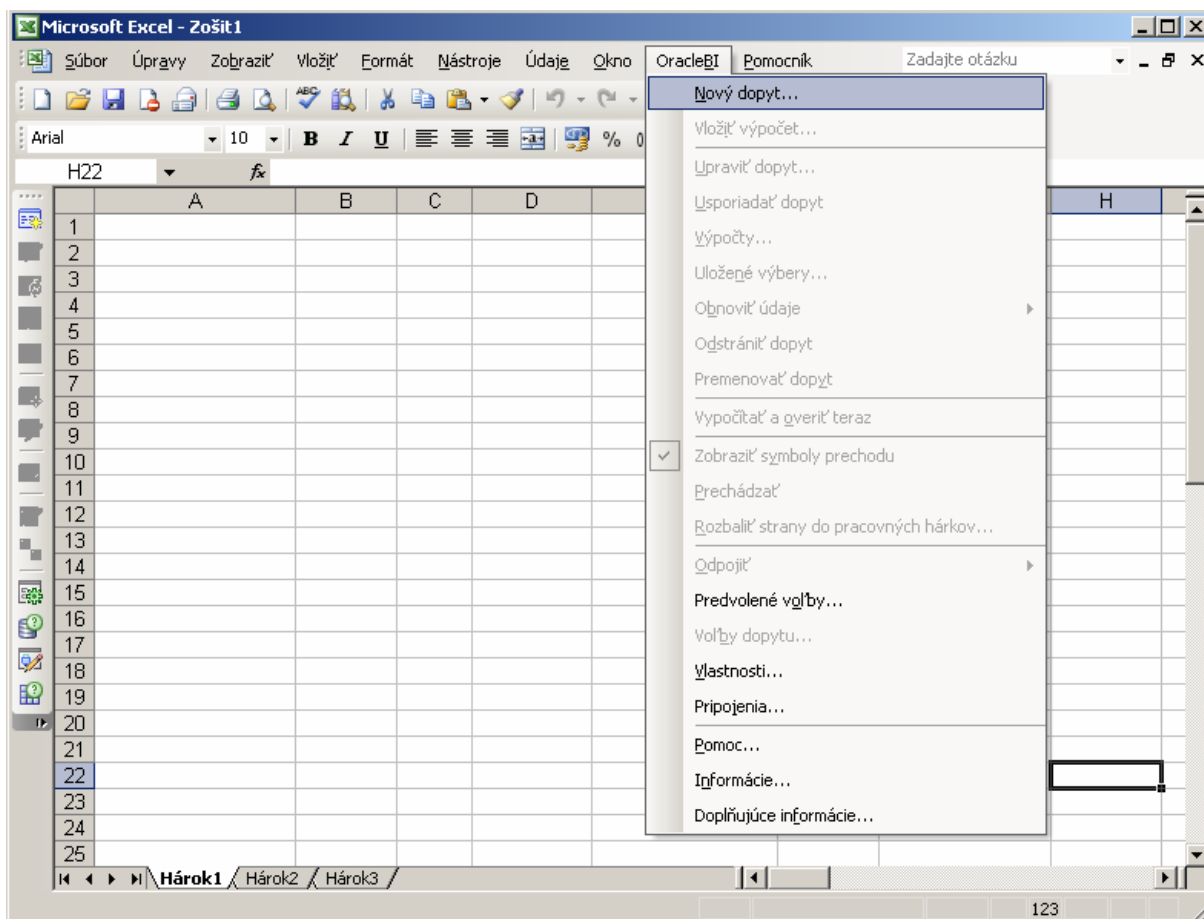 Microsoft Excel - Zošit1
Súbor Úpravy Zobraziť Vložiť Formát Nástroje Údaje Okno OracleBI Pomocník Zadajte otázku
ABC
Arial 10 B I U %
H22 fx
A B C D H
1
2
3
4
5
6
7
8
9
10
11
12
13
14
15
16
17
18
19
20
21
22
23
24
25
Nový dopyt...
Vložiť výpočet...
Upraviť dopyt...
Usporiadať dopyt
Výpočty...
Uložené výbery...
Obnoviť údaje
Odstrániť dopyt
Premenovať dopyt
Vypočítať a overiť teraz
Zobraziť symboly prechodu
Prechádzať
Rozbaliť strany do pracovných hárkov...
Odpojiť
Predvolené voľby...
Voľby dopytu...
Vlastnosti...
Pripojenia...
Pomoc...
Informácie...
Doplňujúce informácie...
Hárok1 Hárok2 Hárok3
123